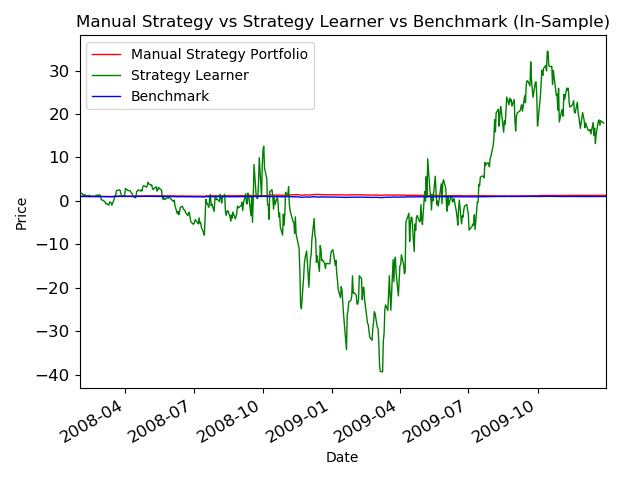 Manual Strategy vs Strategy Learner vs Benchmark (In-Sample)
Manual Strategy Portfolio
Strategy Learner
Benchmark
Price
30
20
10
0
−10
−20
−30
−40
2008-04
2008-07
2008-10
2009-01
2009-04
2009-07
2009-10
Date